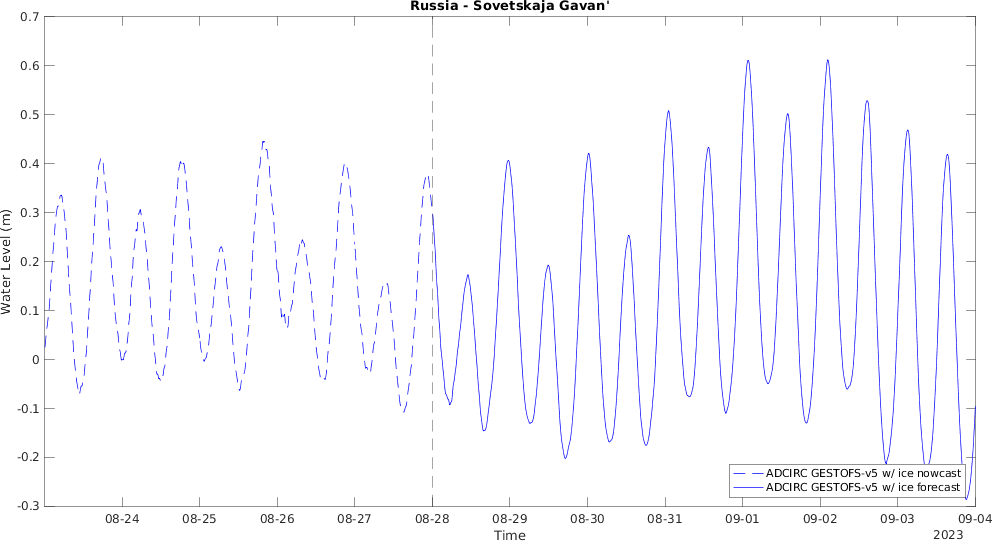 Russia - Sovetskaja Gavan'
Water Level (m)
0.7
0.6
0.5
0.4
0.3
0.2
0.1
0
-0.1
-0.2
-0.3
ADCIRC GESTOFS-v5 w/ ice nowcast
ADCIRC GESTOFS-v5 w/ ice forecast
08-24 08-25 08-26 08-27 08-28 08-29 08-30 08-31 09-01 09-02 09-03 09-04
Time
2023